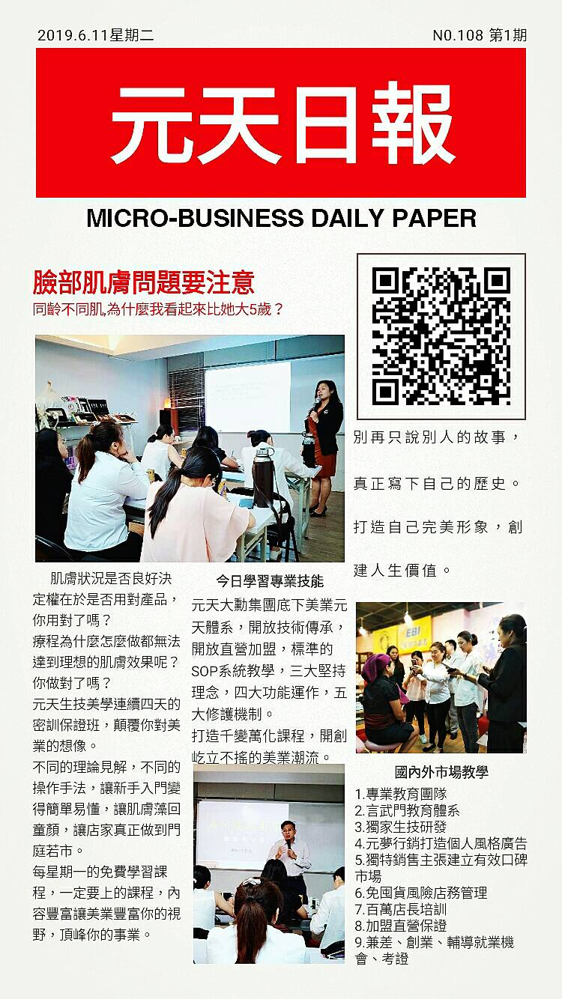 2019.6.11星期二
N0.108 第1期
元天日報
MICRO-BUSINESS DAILY PAPER
臉部肌膚問題要注意
同齡不同肌,為什麼我看起來比她大5歲？
別再只說別人的故事，
真正寫下自己的歷史。
打造自己完美形象，創
建人生價值。
肌膚狀況是否良好決
定權在於是否用對產品，
你用對了嗎？
療程為什麼怎麼做都無法
達到理想的肌膚效果呢？
你做對了嗎？
元天生技美學連續四天的
密訓保證班，顛覆你對美
業的想像。
不同的理論見解，不同的
操作手法，讓新手入門變
得簡單易懂，讓肌膚藻回
童顏，讓店家真正做到門
庭若市。
每星期一的免費學習課
程，一定要上的課程，內
容豐富讓美業豐富你的視
野，頂峰你的事業。
今日學習專業技能
元天大勳集團底下美業元
天體系，開放技術傳承，
開放直營加盟，標準的
SOP系統教學，三大堅持
理念，四大功能運作，五
大修護機制。
打造千變萬化課程，開創
屹立不搖的美業潮流。
EBI
國內外市場教學
1.專業教育團隊
2.言武門教育體系
3.獨家生技研發
4.元夢行銷打造個人風格廣告
5.獨特銷售主張建立有效口碑
市場
6.免囤貨風險店務管理
7.百萬店長培訓
8.加盟直營保證
9.兼差、創業、輔導就業機
會、考證